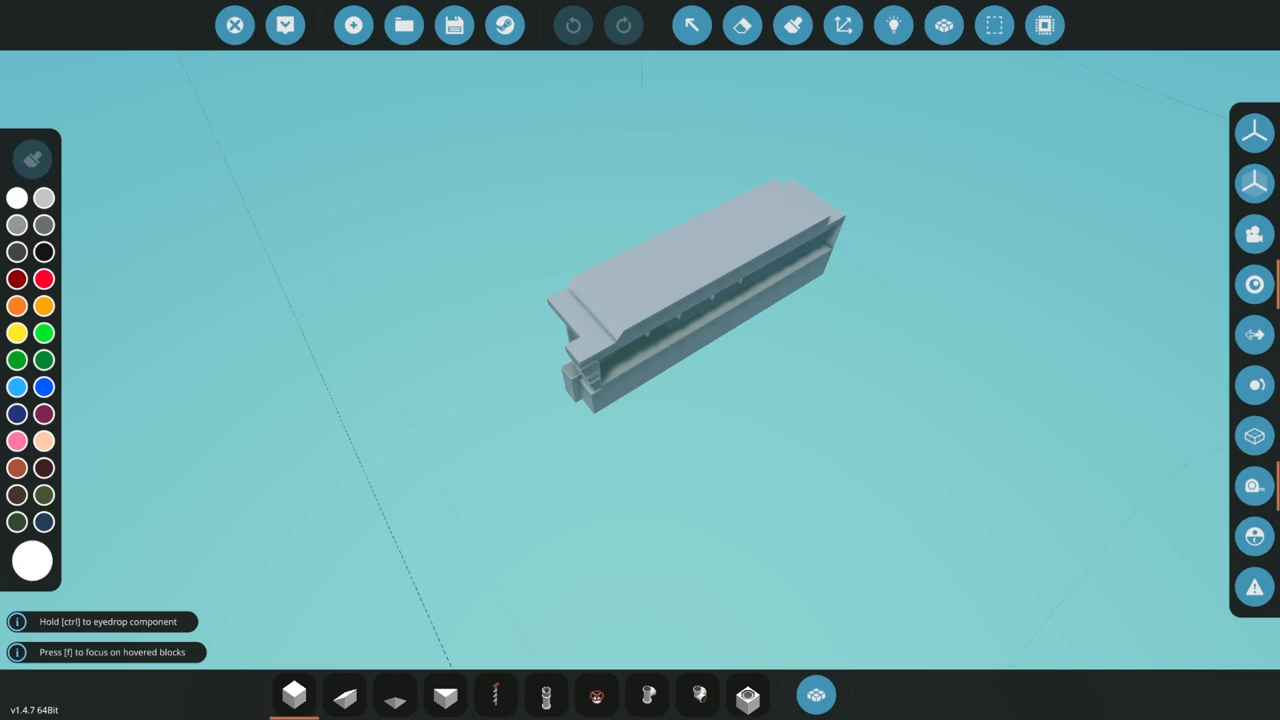 Hold [ctrl] to eyedrop component
Press [f] to focus on hovered blocks
v1.4.7 64Bit